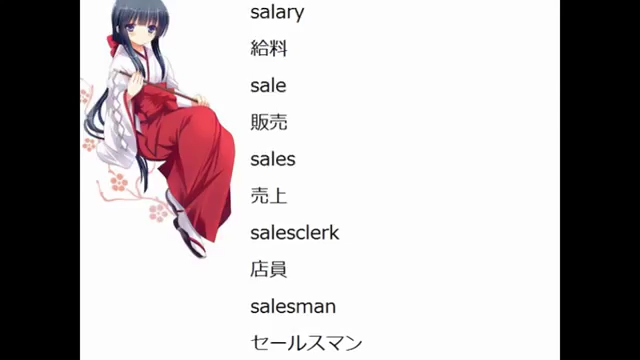 salary
給料
sale
販売
sales
売上
salesclerk
店員
salesman
セールスマン